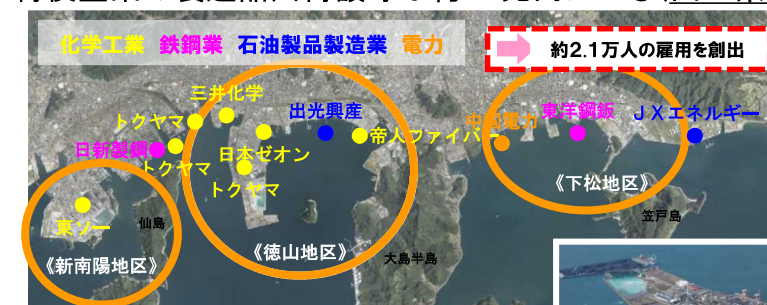 化学工業 鉄鋼業 石油製品製造業 電力
約2.1万人の雇用を創出
三井化学
トクヤマ
出光興産
東洋鋼鈑
JXエネルギー
中国電力
帝人ファイバー
日新製鋼
日本ゼオン
トクヤマ
トクヤマ
《下松地区》
東ソー
仙島
笠戸島
《徳山地区》
大島半島
《新南陽地区》